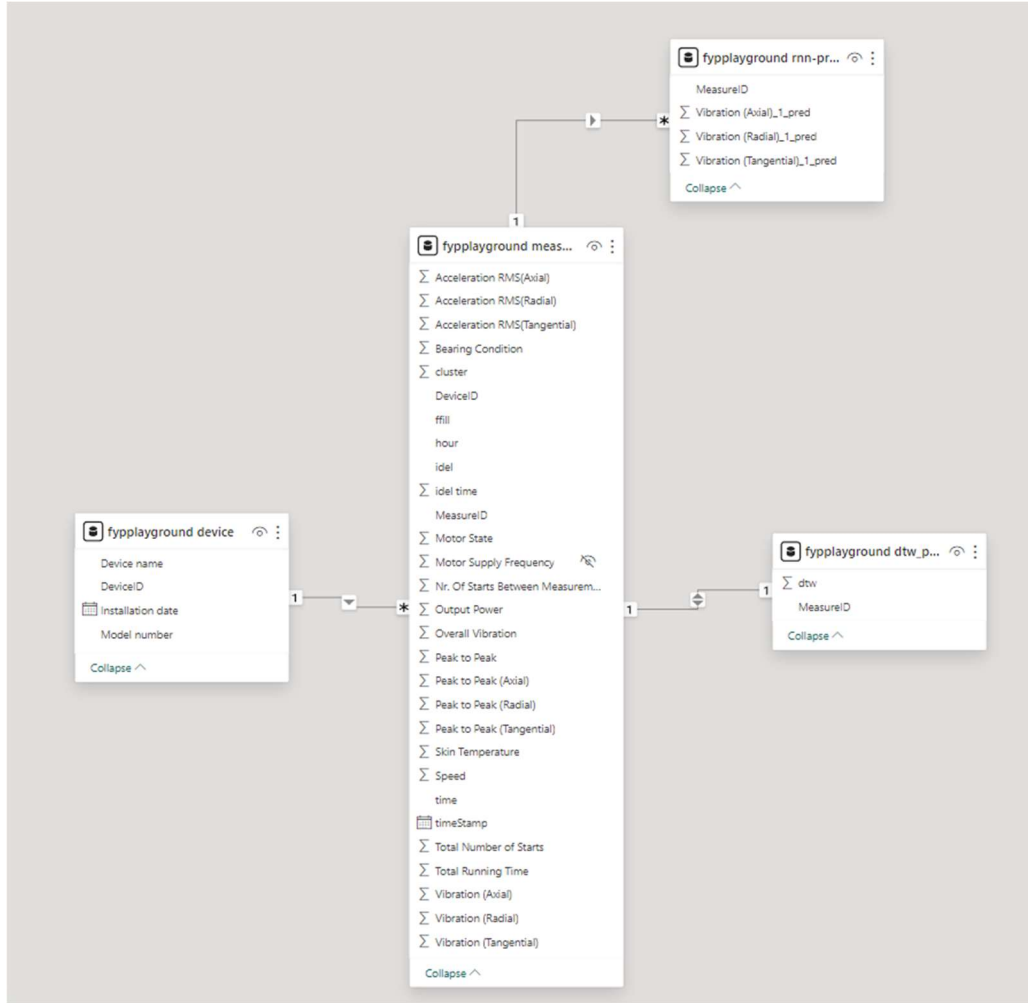 fypplayground rnn-pr...
MeasureID
Σ Vibration (Axial)_1_pred
Σ Vibration (Radial)_1_pred
Σ Vibration (Tangential)_1_pred
Collapse
*
1
fypplayground meas...
Σ Acceleration RMS(Axial)
Σ Acceleration RMS(Radial)
Σ Acceleration RMS(Tangential)
Σ Bearing Condition
Σ cluster
DeviceID
ffill
hour
idel
Σ idel time
MeasureID
Σ Motor State
Σ Motor Supply Frequency
Σ Nr. Of Starts Between Measurem...
Σ Output Power
Σ Overall Vibration
Σ Peak to Peak
Σ Peak to Peak (Axial)
Σ Peak to Peak (Radial)
Σ Peak to Peak (Tangential)
Σ Skin Temperature
Σ Speed
time
timeStamp
Σ Total Number of Starts
Σ Total Running Time
Σ Vibration (Axial)
Σ Vibration (Radial)
Σ Vibration (Tangential)
Collapse
fypplayground device
Device name
DeviceID
Installation date
Model number
Collapse
1
*
1
1
fypplayground dtw_p...
Σ dtw
MeasureID
Collapse